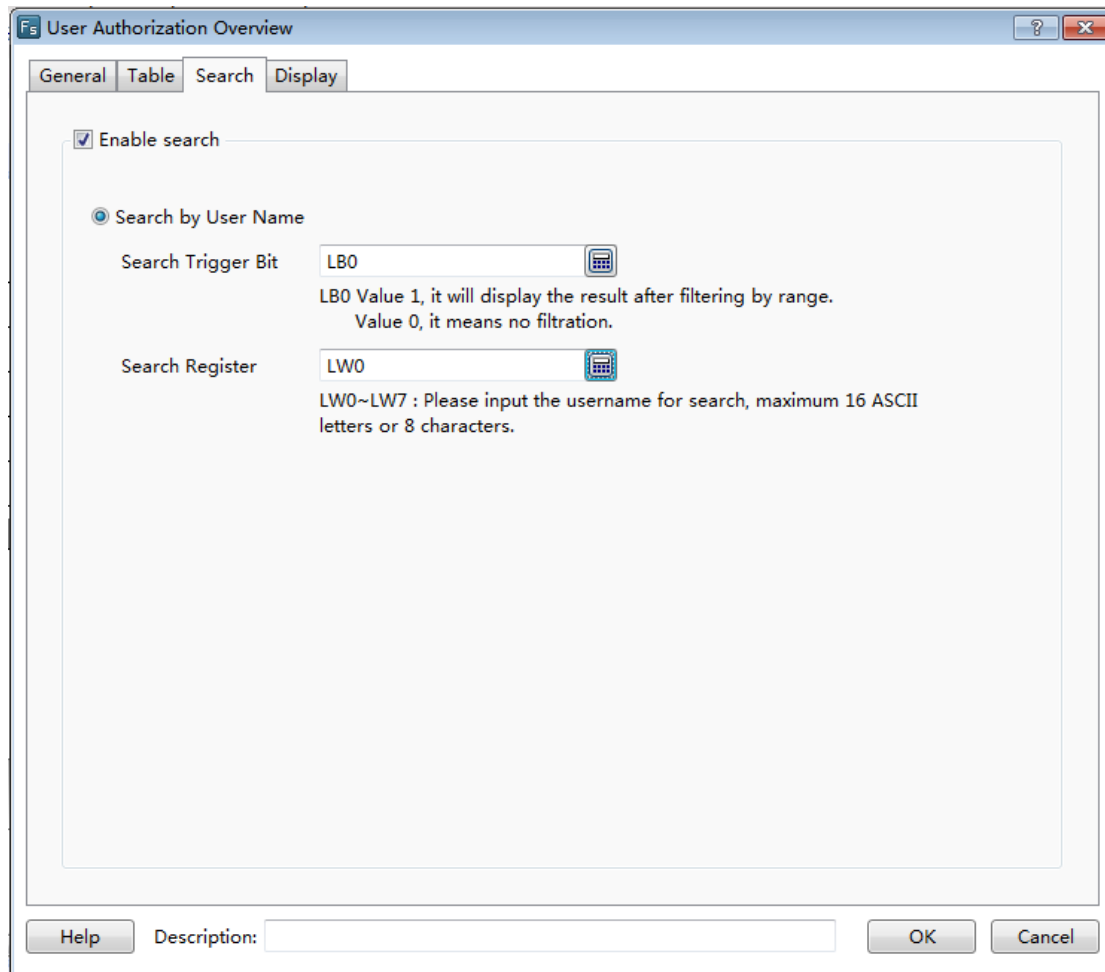 Fs User Authorization Overview
General Table Search Display
Enable search
Search by User Name
Search Trigger Bit LB0
LB0 Value 1, it will display the result after filtering by range.
Value 0, it means no filtration.
Search Register LW0
LW0~LW7 : Please input the username for search, maximum 16 ASCII
letters or 8 characters.
Help Description: OK Cancel